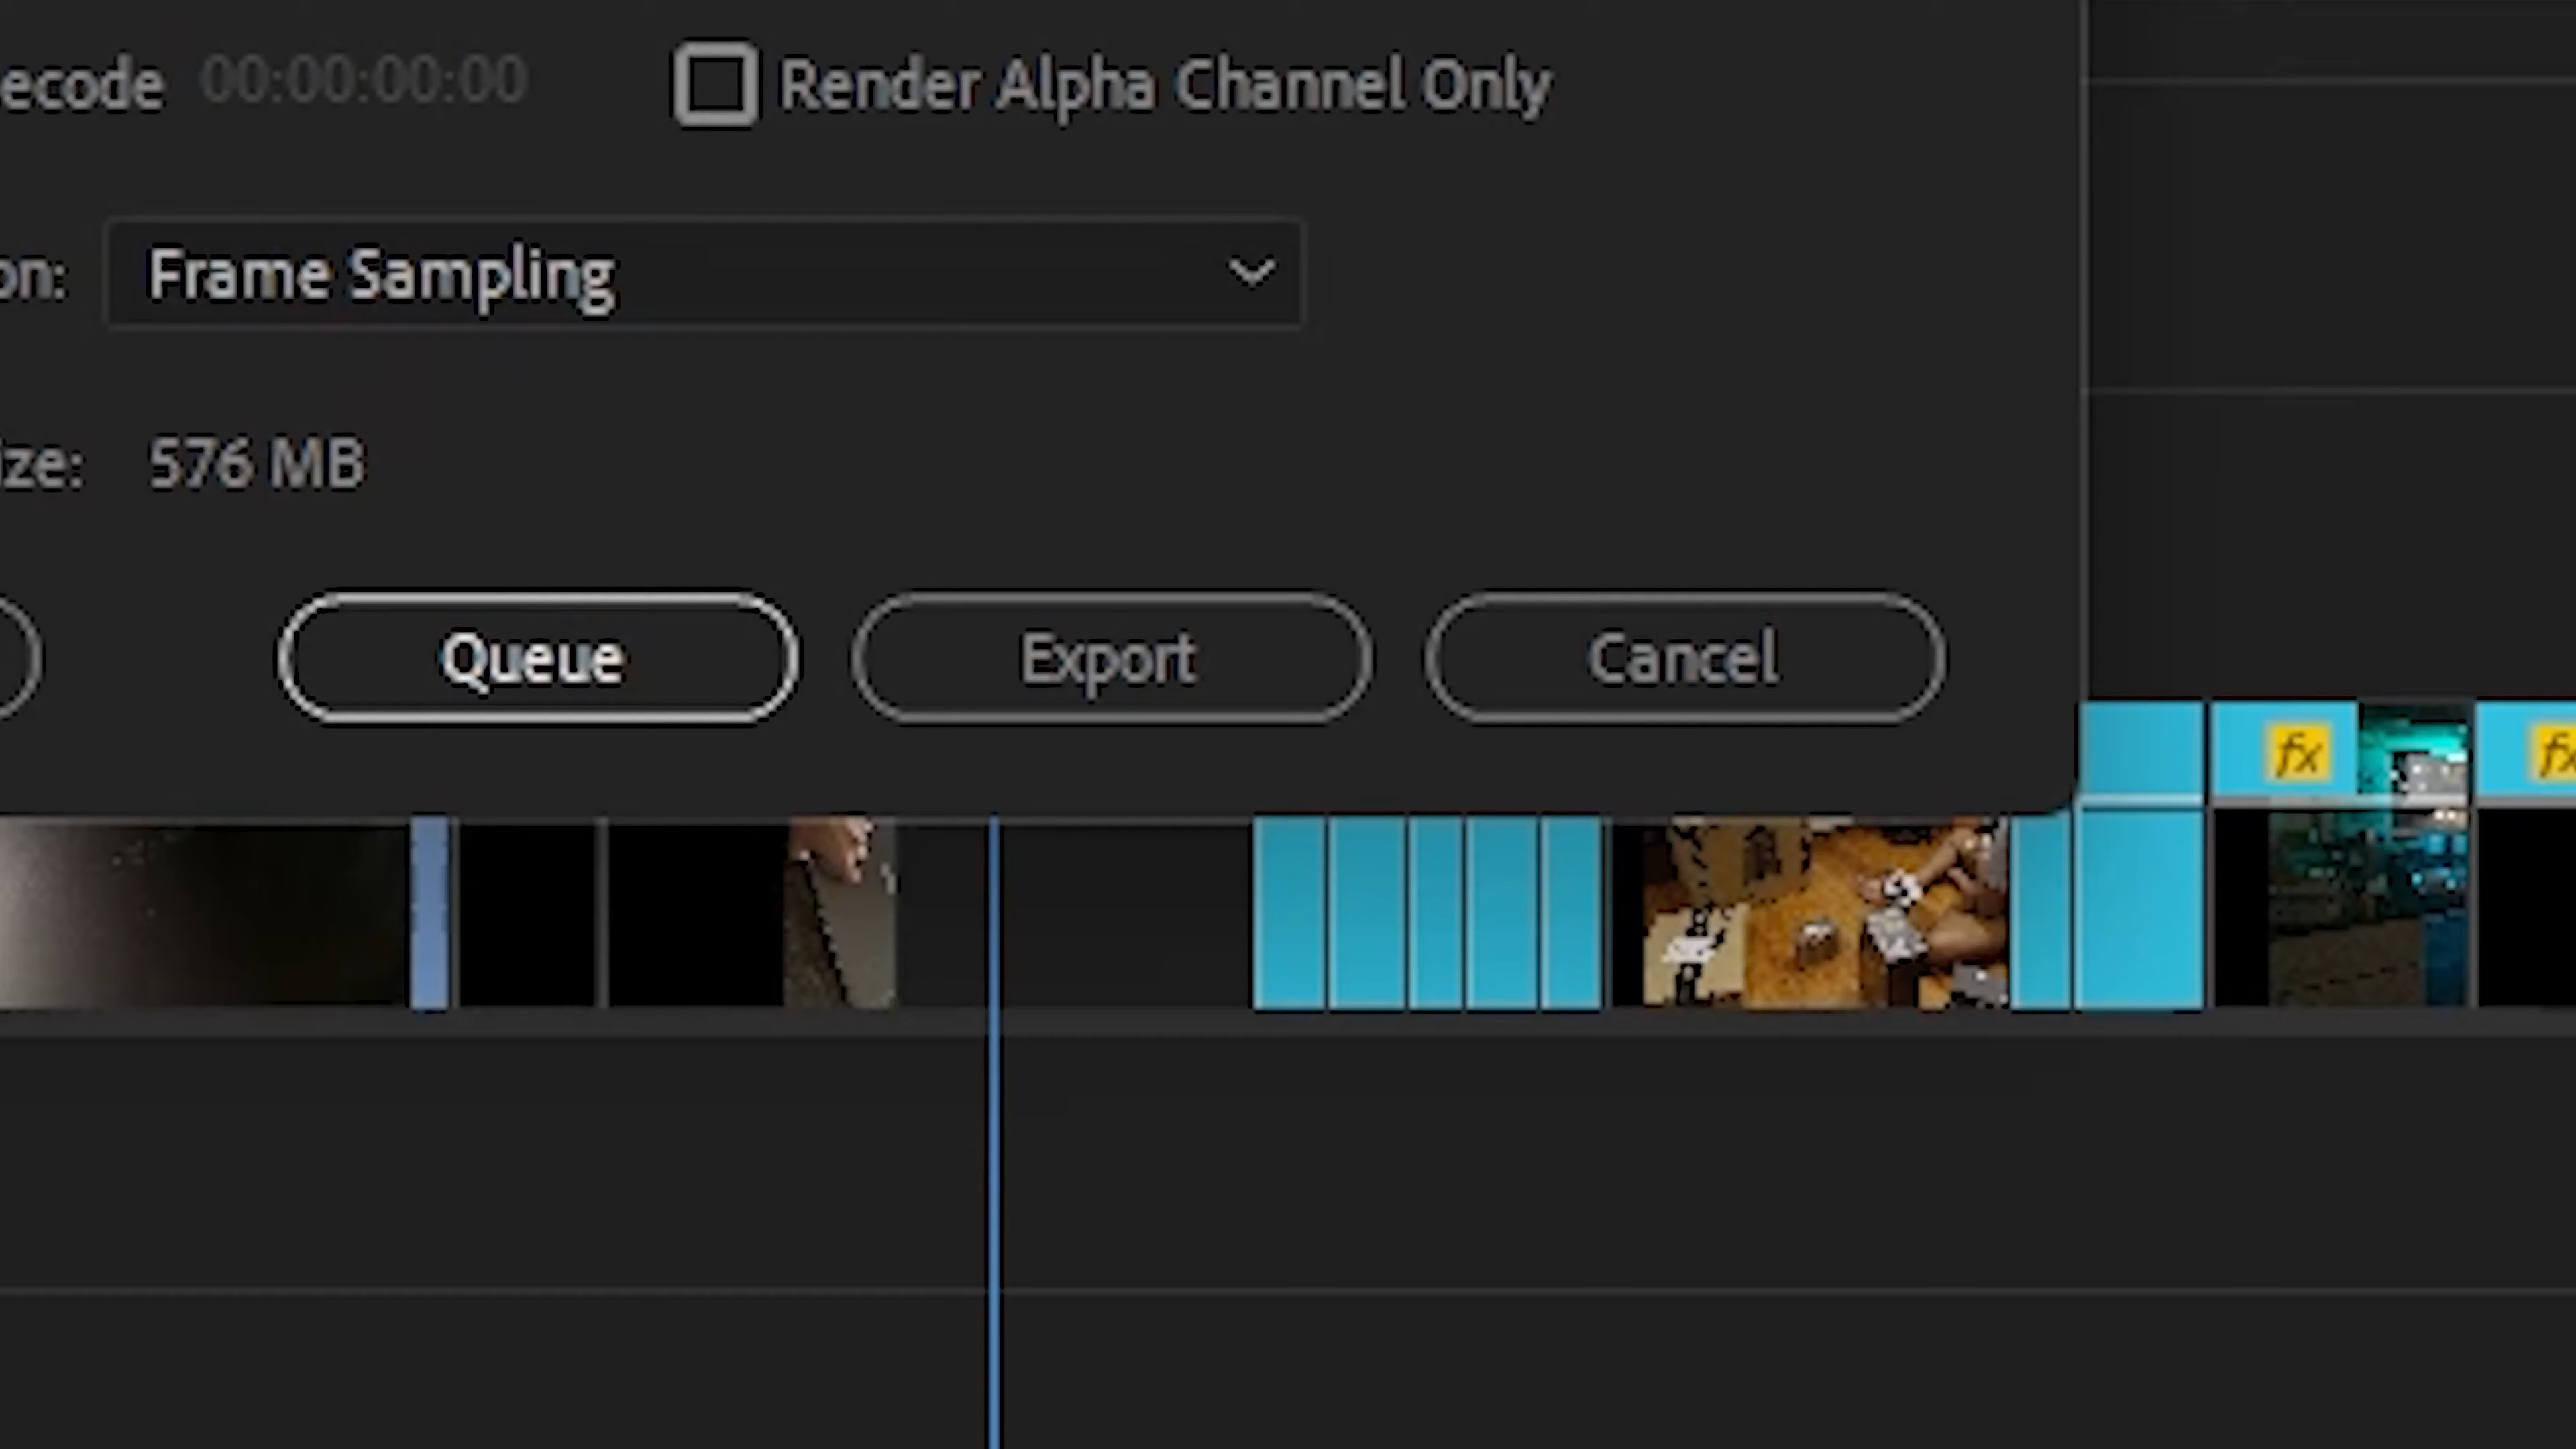 ecode 00:00:00:00 Render Alpha Channel Only
on: Frame Sampling
ize: 576 MB
Queue Export Cancel
fx fx